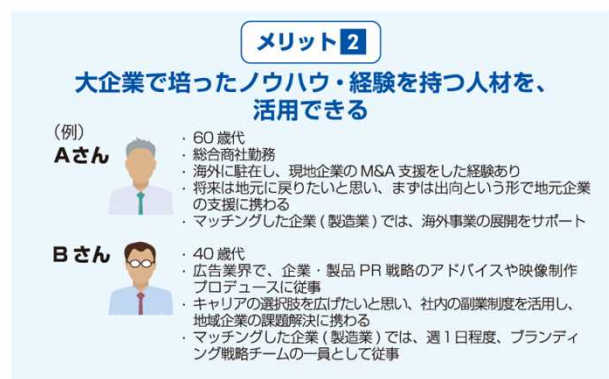 メリット2
大企業で培ったノウハウ・経験を持つ人材を、
活用できる
(例)
Aさん
・60歳代
・総合商社勤務
・海外に駐在し、現地企業のM&A支援をした経験あり
・将来は地元に戻りたいと思い、まずは出向という形で地元企業
の支援に携わる
・マッチングした企業(製造業)では、海外事業の展開をサポート
Bさん
・40歳代
・広告業界で、企業・製品PR戦略のアドバイスや映像制作
プロデュースに従事
・キャリアの選択肢を広げたいと思い、社内の副業制度を活用し、
地域企業の課題解決に携わる
・マッチングした企業(製造業)では、週1日程度、ブランディ
ング戦略チームの一員として従事